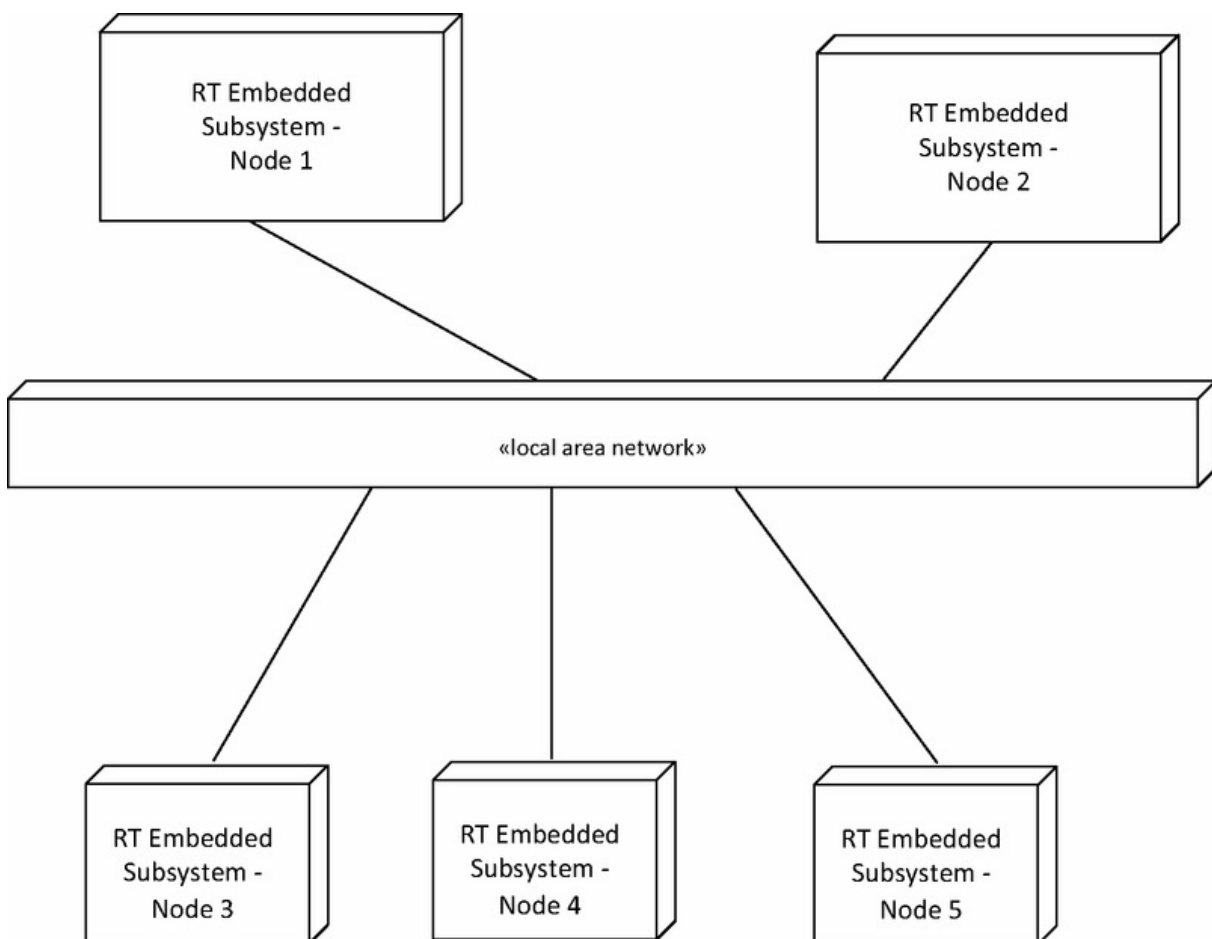 RT Embedded
Subsystem -
Node 1
RT Embedded
Subsystem -
Node 2
«local area network»
RT Embedded
Subsystem -
Node 3
RT Embedded
Subsystem -
Node 4
RT Embedded
Subsystem -
Node 5